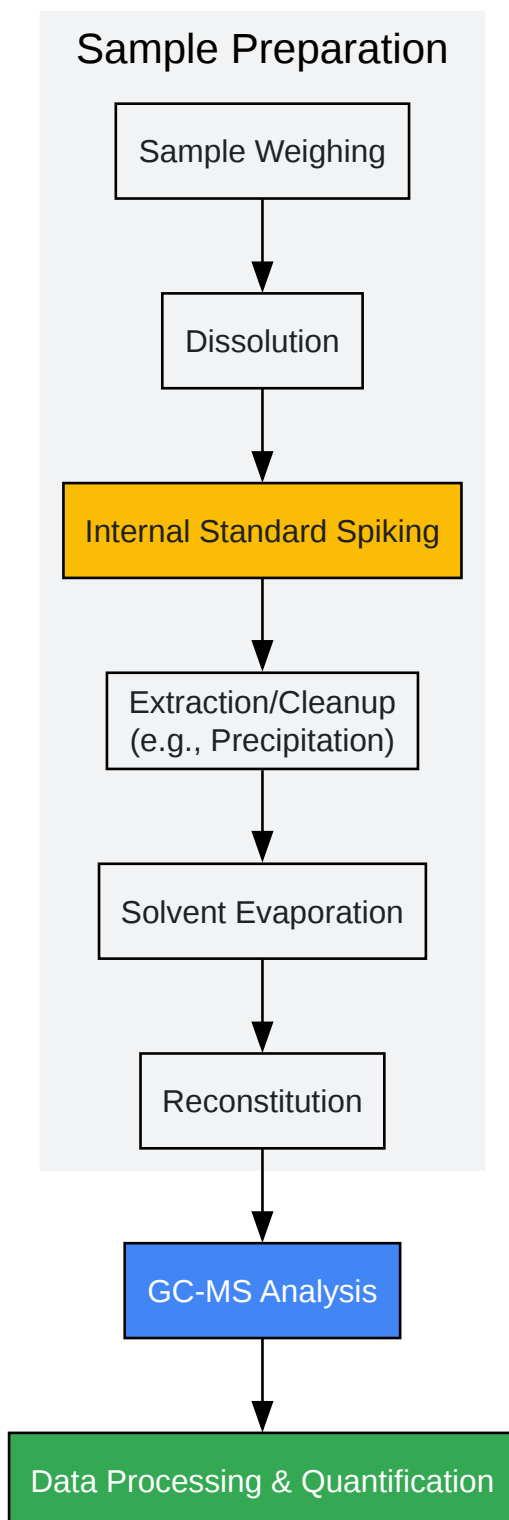 Sample Preparation
Sample Weighing
Dissolution
Internal Standard Spiking
Extraction/Cleanup
(e.g., Precipitation)
Solvent Evaporation
Reconstitution
GC-MS Analysis
Data Processing & Quantification